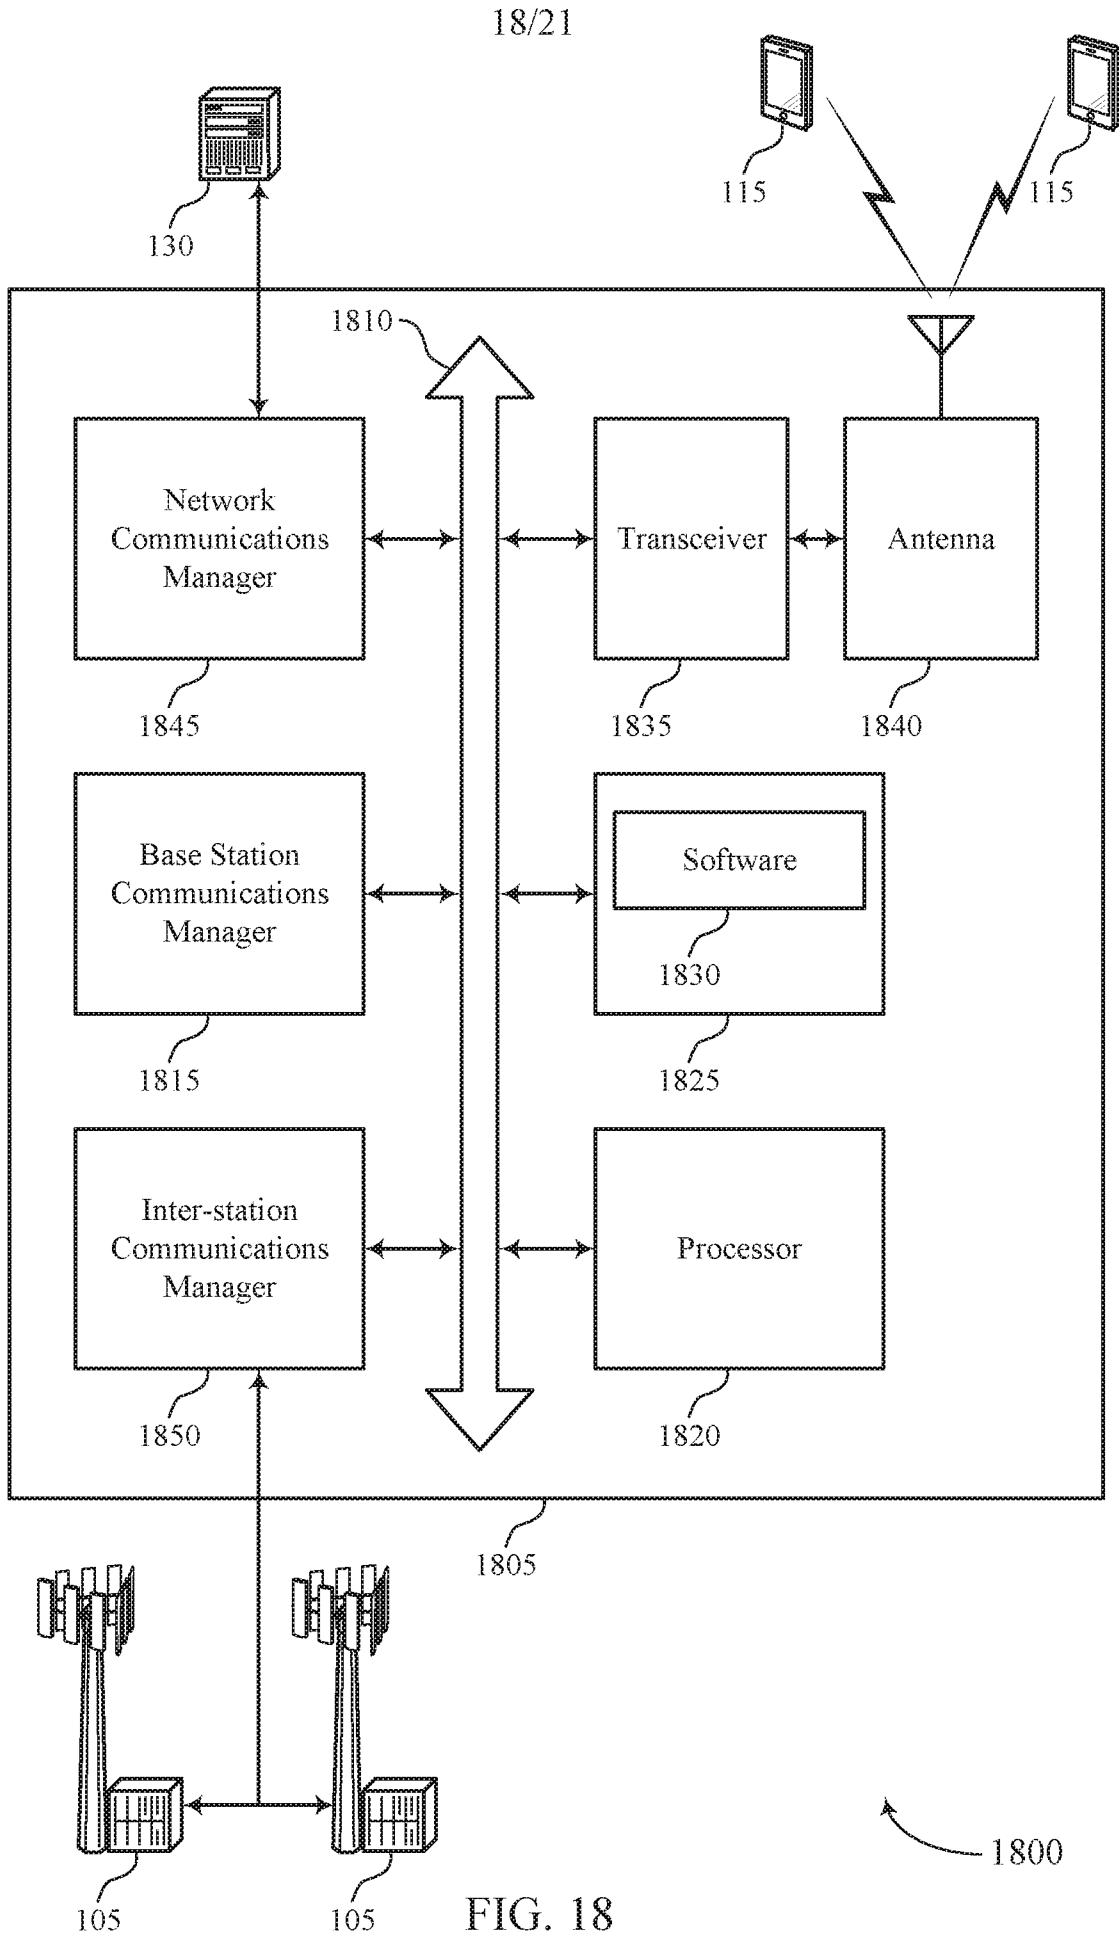 18/21
130
115
115
1810
Network
Communications
Manager
1845
Transceiver
1835
Antenna
1840
Base Station
Communications
Manager
1815
Software
1830
1825
Inter-station
Communications
Manager
1850
Processor
1820
1805
105
105
1800
FIG. 18